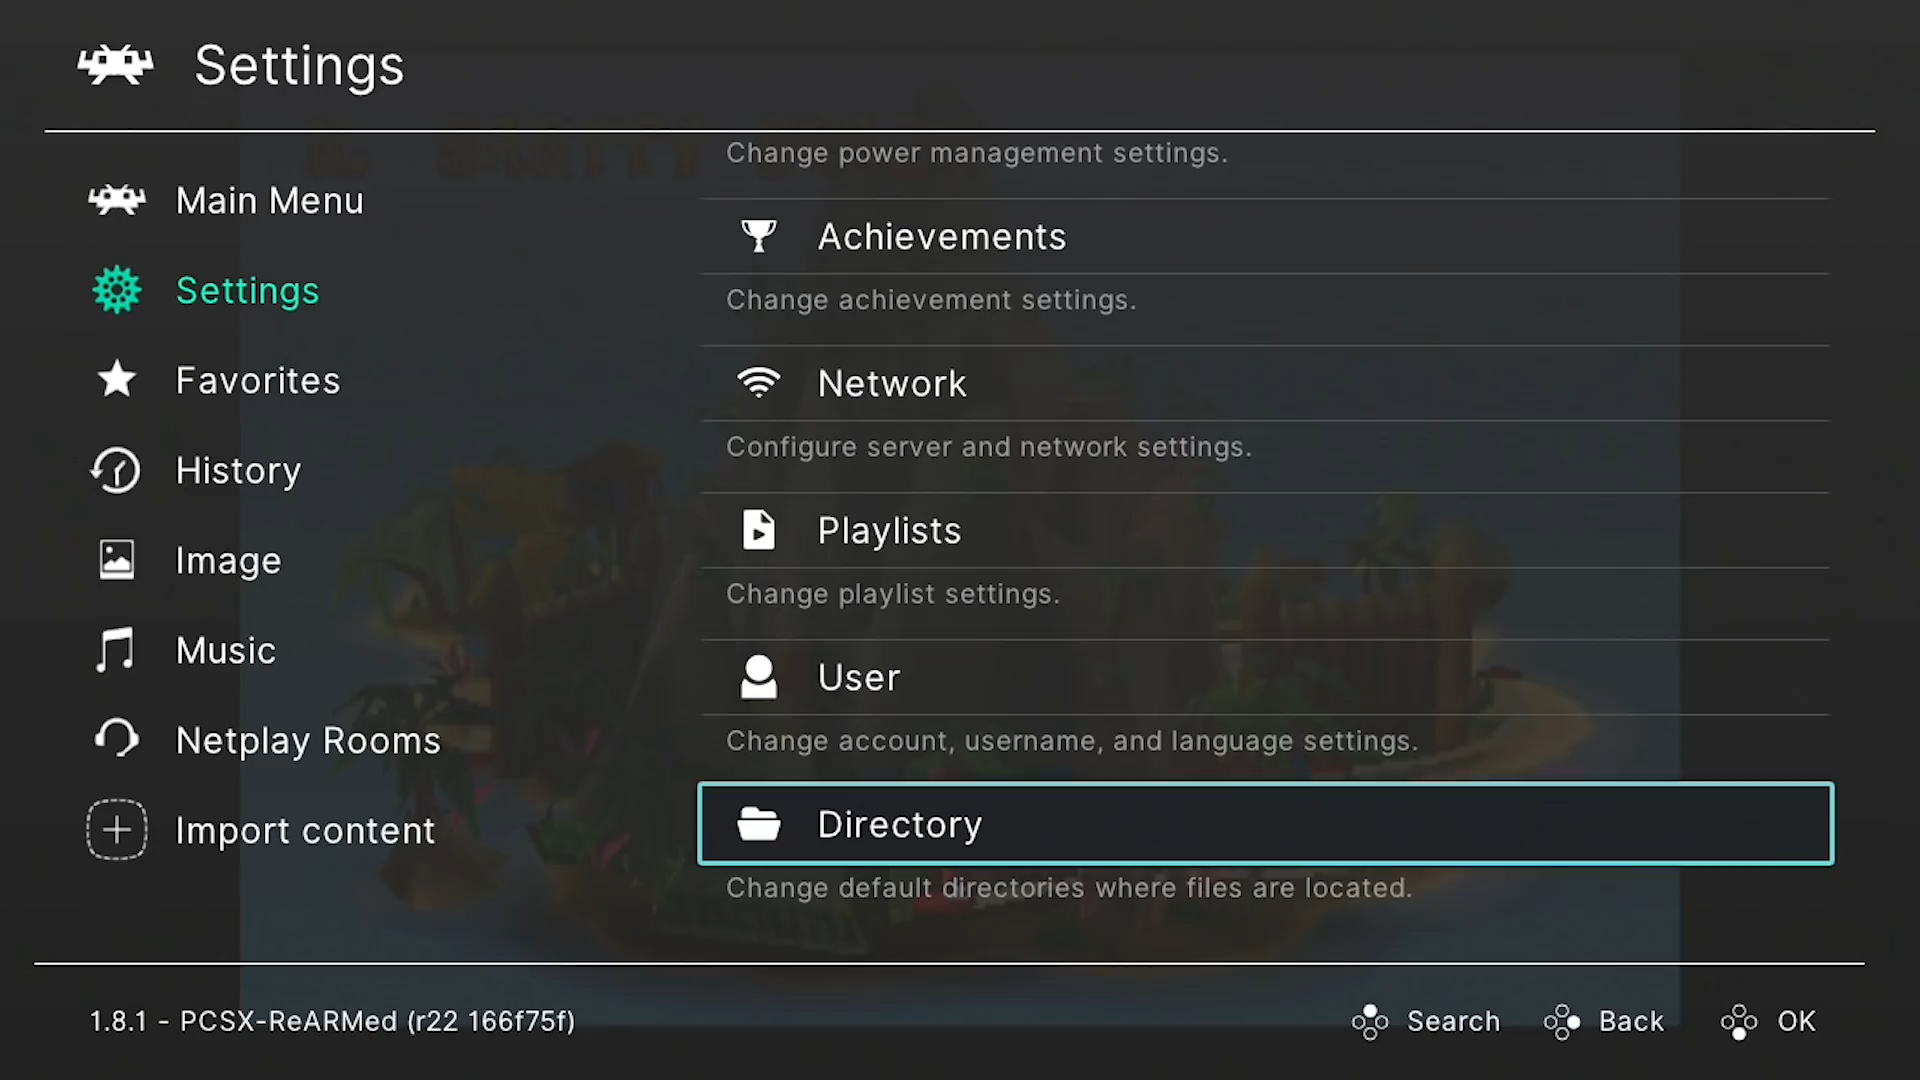 Settings
Main Menu
Settings
Favorites
History
Image
Music
Netplay Rooms
Import content
Change power management settings.
Achievements
Change achievement settings.
Network
Configure server and network settings.
Playlists
Change playlist settings.
User
Change account, username, and language settings.
Directory
Change default directories where files are located.
1.8.1 - PCSX-ReARMed (r22 166f75f)
Search
Back
OK